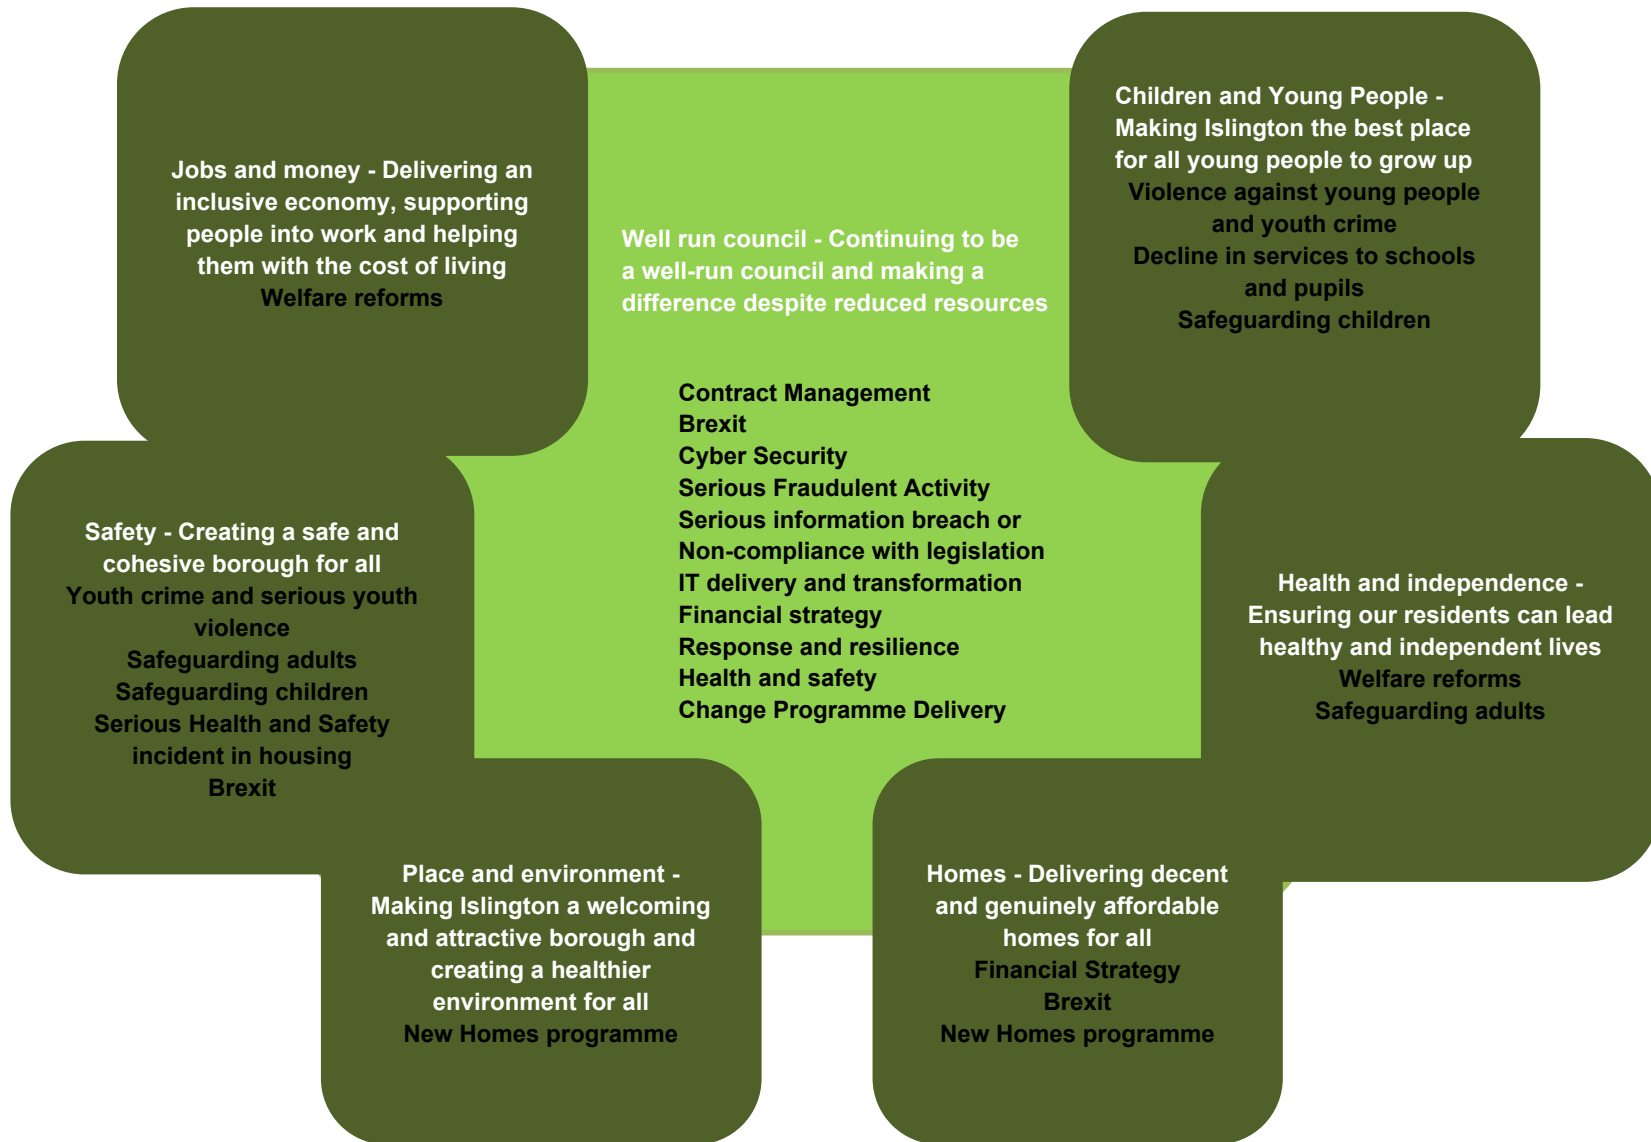 Jobs and money - Delivering an
inclusive economy, supporting
people into work and helping
them with the cost of living
Welfare reforms
Well run council - Continuing to be
a well-run council and making a
difference despite reduced resources
Contract Management
Brexit
Cyber Security
Serious Fraudulent Activity
Serious information breach or
Non-compliance with legislation
IT delivery and transformation
Financial strategy
Response and resilience
Health and safety
Change Programme Delivery
Children and Young People -
Making Islington the best place
for all young people to grow up
Violence against young people
and youth crime
Decline in services to schools
and pupils
Safeguarding children
Safety - Creating a safe and
cohesive borough for all
Youth crime and serious youth
violence
Safeguarding adults
Safeguarding children
Serious Health and Safety
incident in housing
Brexit
Health and independence -
Ensuring our residents can lead
healthy and independent lives
Welfare reforms
Safeguarding adults
Place and environment -
Making Islington a welcoming
and attractive borough and
creating a healthier
environment for all
New Homes programme
Homes - Delivering decent
and genuinely affordable
homes for all
Financial Strategy
Brexit
New Homes programme